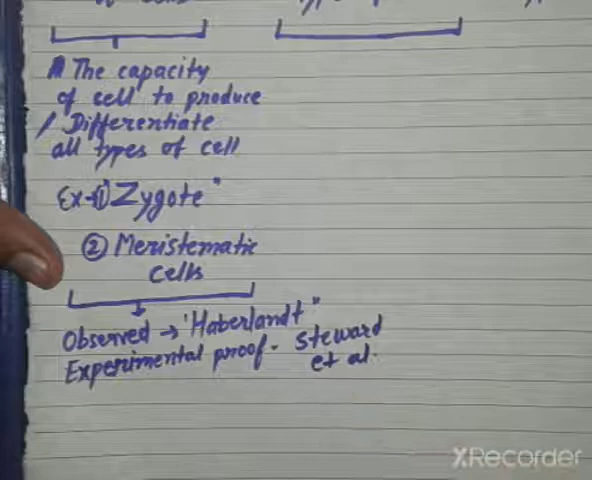 The capacity
of cell to produce
/ Differentiate
all types of cell
Ex-① Zygote"
② Meristematic
cells
Observed → 'Haberlandt"
Experimental proof - Steward
et al.
XRecorder